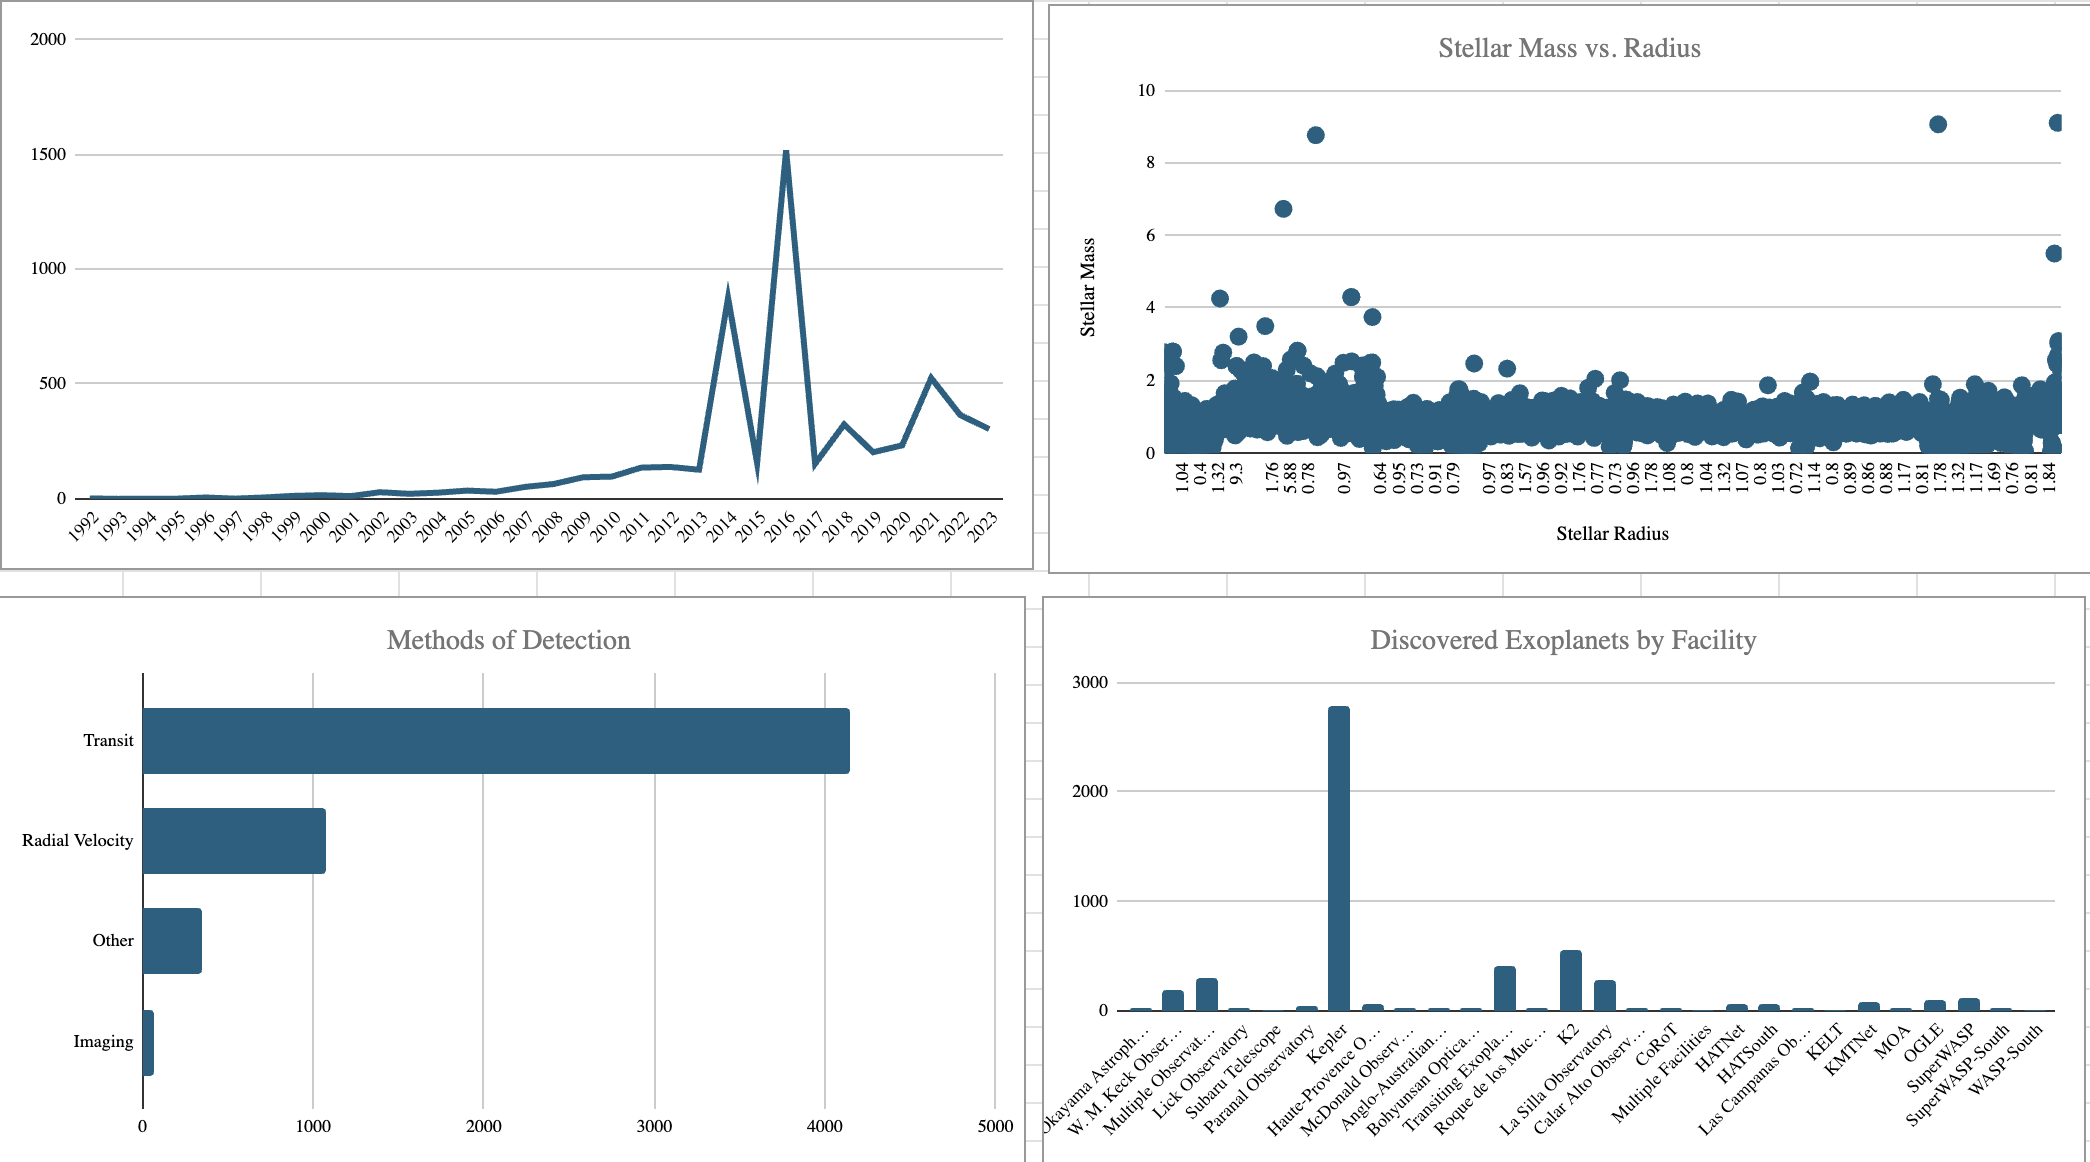 2000
1500
1000
500
0
1992
1993
1994
1995
1996
1997
1998
1999
2000
2001
2002
2003
2004
2005
2006
2007
2008
2009
2010
2011
2012
2013
2014
2015
2016
2017
2018
2019
2020
2021
2022
2023
Stellar Mass vs. Radius
Stellar Mass
10
8
6
4
2
0
1.04
0.4
1.32
9.3
1.76
5.88
0.78
0.97
0.64
0.95
0.73
0.91
0.79
0.97
0.83
1.57
0.96
0.92
1.76
0.77
0.73
0.96
1.78
1.08
0.8
1.04
1.32
1.07
0.8
1.03
0.72
1.14
0.8
0.89
0.86
0.88
1.17
0.81
1.78
1.32
1.17
1.69
0.76
0.81
1.84
Stellar Radius
Methods of Detection
Transit
Radial Velocity
Other
Imaging
0
1000
2000
3000
4000
5000
Discovered Exoplanets by Facility
3000
2000
1000
0
Okayama Astroph...
W. M. Keck Obser...
Multiple Observat...
Lick Observatory
Subaru Telescope
Paranal Observatory
Kepler
Haute-Provence O...
McDonald Observ...
Anglo-Australian...
Bohyunsan Optica...
Transiting Expla...
Roque de los Muc...
K2
La Silla Observatory
Calar Alto Observ...
CoRoT
Multiple Facilities
HATNet
HATSouth
Las Campanas Ob...
KELT
KMTNet
MOA
OGLE
SuperWASP
SuperWASP-South
WASP-South